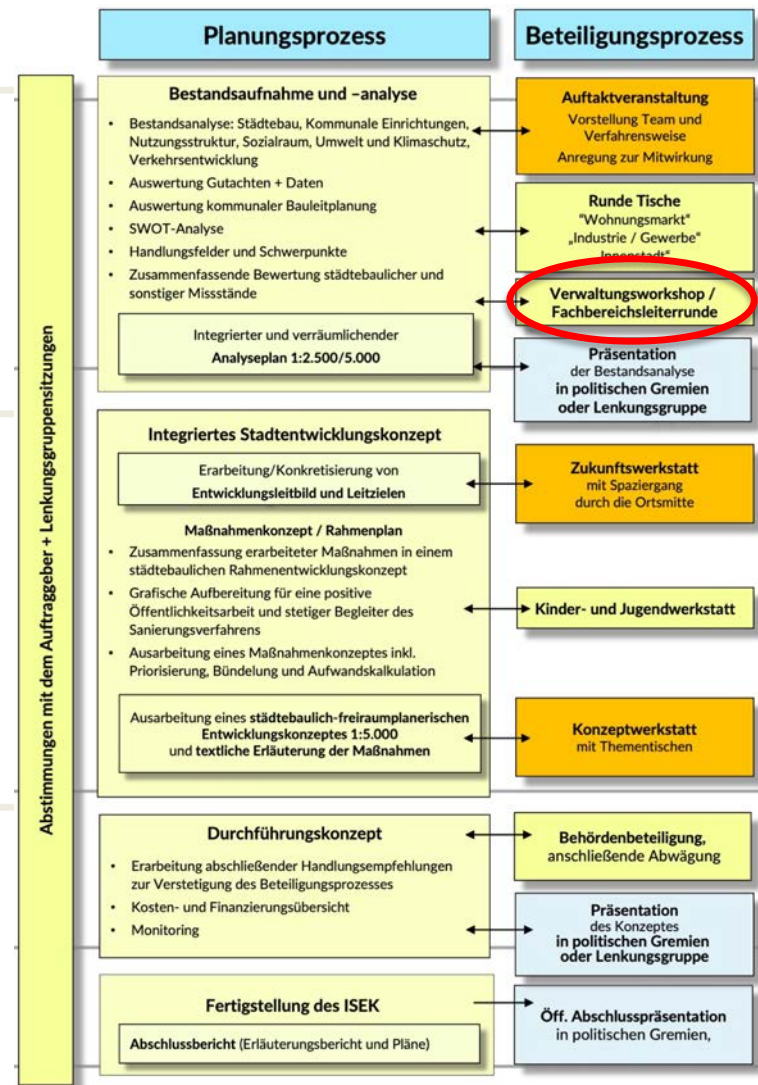 Planungsprozess
Beteiligungsprozess
Abstimmungen mit dem Auftraggeber + Lenkungsgruppensitzungen
Bestandsaufnahme und –analyse
• Bestandsanalyse: Städtebau, Kommunale Einrichtungen,
Nutzungsstruktur, Sozialraum, Umwelt und Klimaschutz,
Verkehrsentwicklung
• Auswertung Gutachten + Daten
• Auswertung kommunaler Bauleitplanung
• SWOT-Analyse
• Handlungsfelder und Schwerpunkte
• Zusammenfassende Bewertung städtebaulicher und
sonstiger Missstände
Integrierter und verräumlichender
Analyseplan 1:2.500/5.000
Auftaktveranstaltung
Vorstellung Team und
Verfahrensweise
Anregung zur Mitwirkung
Runde Tische
"Wohnungsmarkt"
„Industrie / Gewerbe"
Innenstadt"
Verwaltungsworkshop /
Fachbereichsleiterrunde
Präsentation
der Bestandsanalyse
in politischen Gremien
oder Lenkungsgruppe
Integriertes Stadtentwicklungskonzept
Erarbeitung/Konkretisierung von
Entwicklungsleitbild und Leitzielen
Maßnahmenkonzept / Rahmenplan
• Zusammenfassung erarbeiteter Maßnahmen in einem
städtebaulichen Rahmenentwicklungskonzept
• Grafische Aufbereitung für eine positive
Öffentlichkeitsarbeit und stetiger Begleiter des
Sanierungsverfahrens
• Ausarbeitung eines Maßnahmenkonzeptes inkl.
Priorisierung, Bündelung und Aufwandskalkulation
Ausarbeitung eines städtebaulich-freiraumplanerischen
Entwicklungskonzeptes 1:5.000
und textliche Erläuterung der Maßnahmen
Zukunftswerkstatt
mit Spaziergang
durch die Ortsmitte
Kinder- und Jugendwerkstatt
Konzeptwerkstatt
mit Thementischen
Durchführungskonzept
• Erarbeitung abschließender Handlungsempfehlungen
zur Verstetigung des Beteiligungsprozesses
• Kosten- und Finanzierungsübersicht
• Monitoring
Behördenbeteiligung,
anschließende Abwägung
Präsentation
des Konzeptes
in politischen Gremien
oder Lenkungsgruppe
Fertigstellung des ISEK
Abschlussbericht (Erläuterungsbericht und Pläne)
Öff. Abschlusspräsentation
in politischen Gremien,